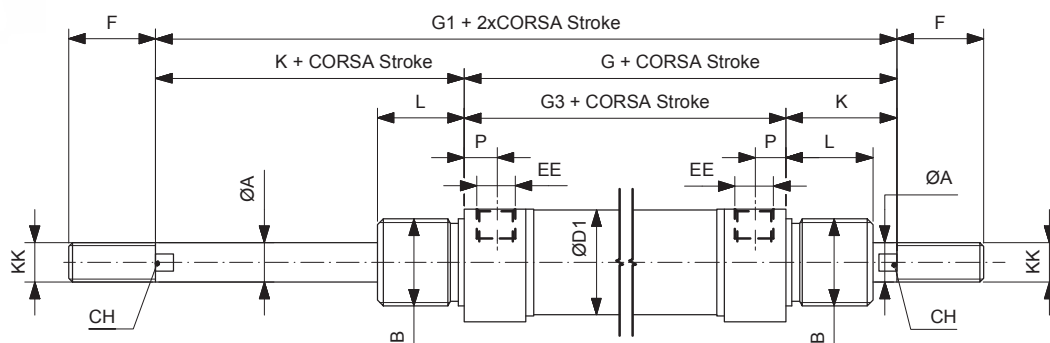 F
G1 + 2xCORSA Stroke
F
K + CORSA Stroke
G + CORSA Stroke
L
G3 + CORSA Stroke
K
P
P
L
EE
EE
ØA
ØA
KK
ØD1
KK
CH
B
B
CH